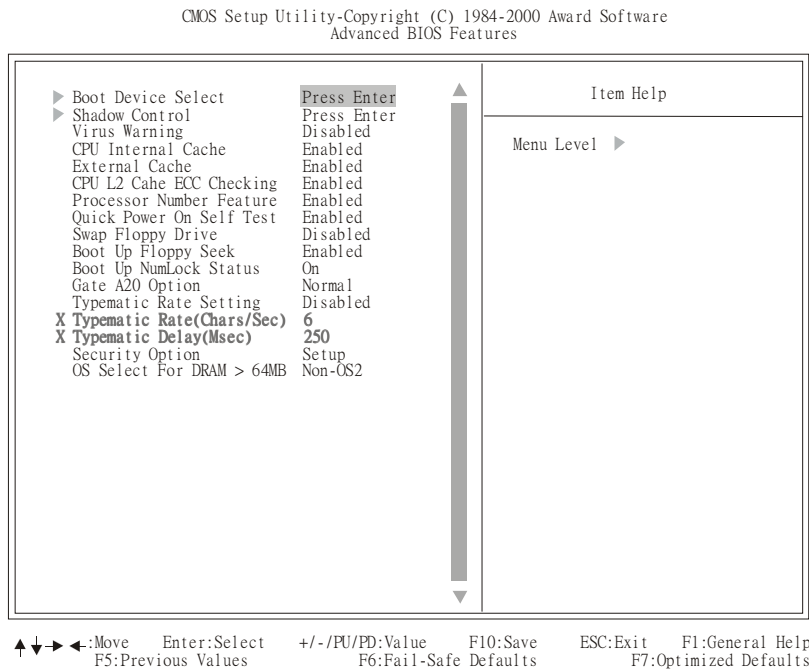 CMOS Setup Utility-Copyright (C) 1984-2000 Award Software
Advanced BIOS Features
Boot Device Select Press Enter
Shadow Control Press Enter
Virus Warning Disabled
CPU Internal Cache Enabled
External Cache Enabled
CPU L2 Cahe ECC Checking Enabled
Processor Number Feature Enabled
Quick Power On Self Test Enabled
Swap Floppy Drive Disabled
Boot Up Floppy Seek Enabled
Boot Up NumLock Status On
Gate A20 Option Normal
Typematic Rate Setting Disabled
X Typematic Rate(Chars/Sec) 6
X Typematic Delay(Msec) 250
Security Option Setup
OS Select For DRAM > 64MB Non-OS2
Item Help
Menu Level
:Move Enter:Select +/-/PU/PD:Value F10:Save ESC:Exit F1:General Help
F5:Previous Values F6:Fail-Safe Defaults F7:Optimized Defaults